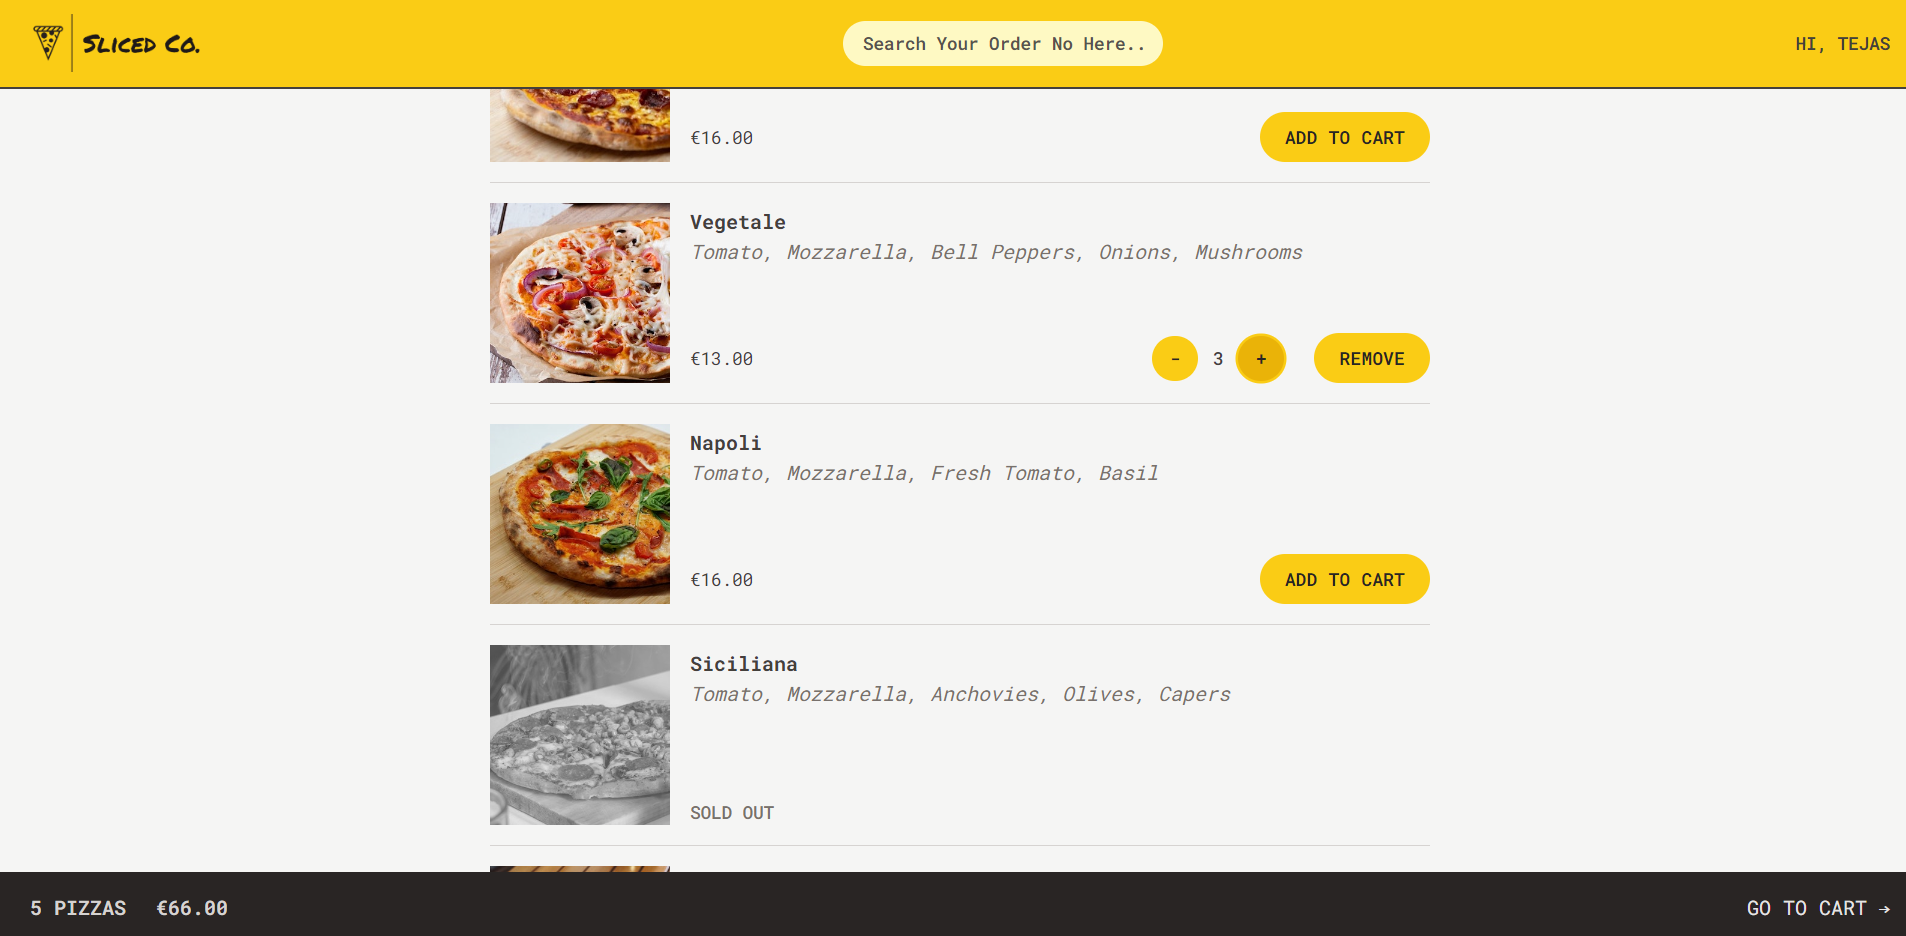 Sliced Co.
Search Your Order No Here..
HI, TEJAS
€16.00
ADD TO CART
Vegetale
Tomato, Mozzarella, Bell Peppers, Onions, Mushrooms
€13.00
- 3 +
REMOVE
Napoli
Tomato, Mozzarella, Fresh Tomato, Basil
€16.00
ADD TO CART
Siciliana
Tomato, Mozzarella, Anchovies, Olives, Capers
SOLD OUT
5 PIZZAS €66.00
GO TO CART →